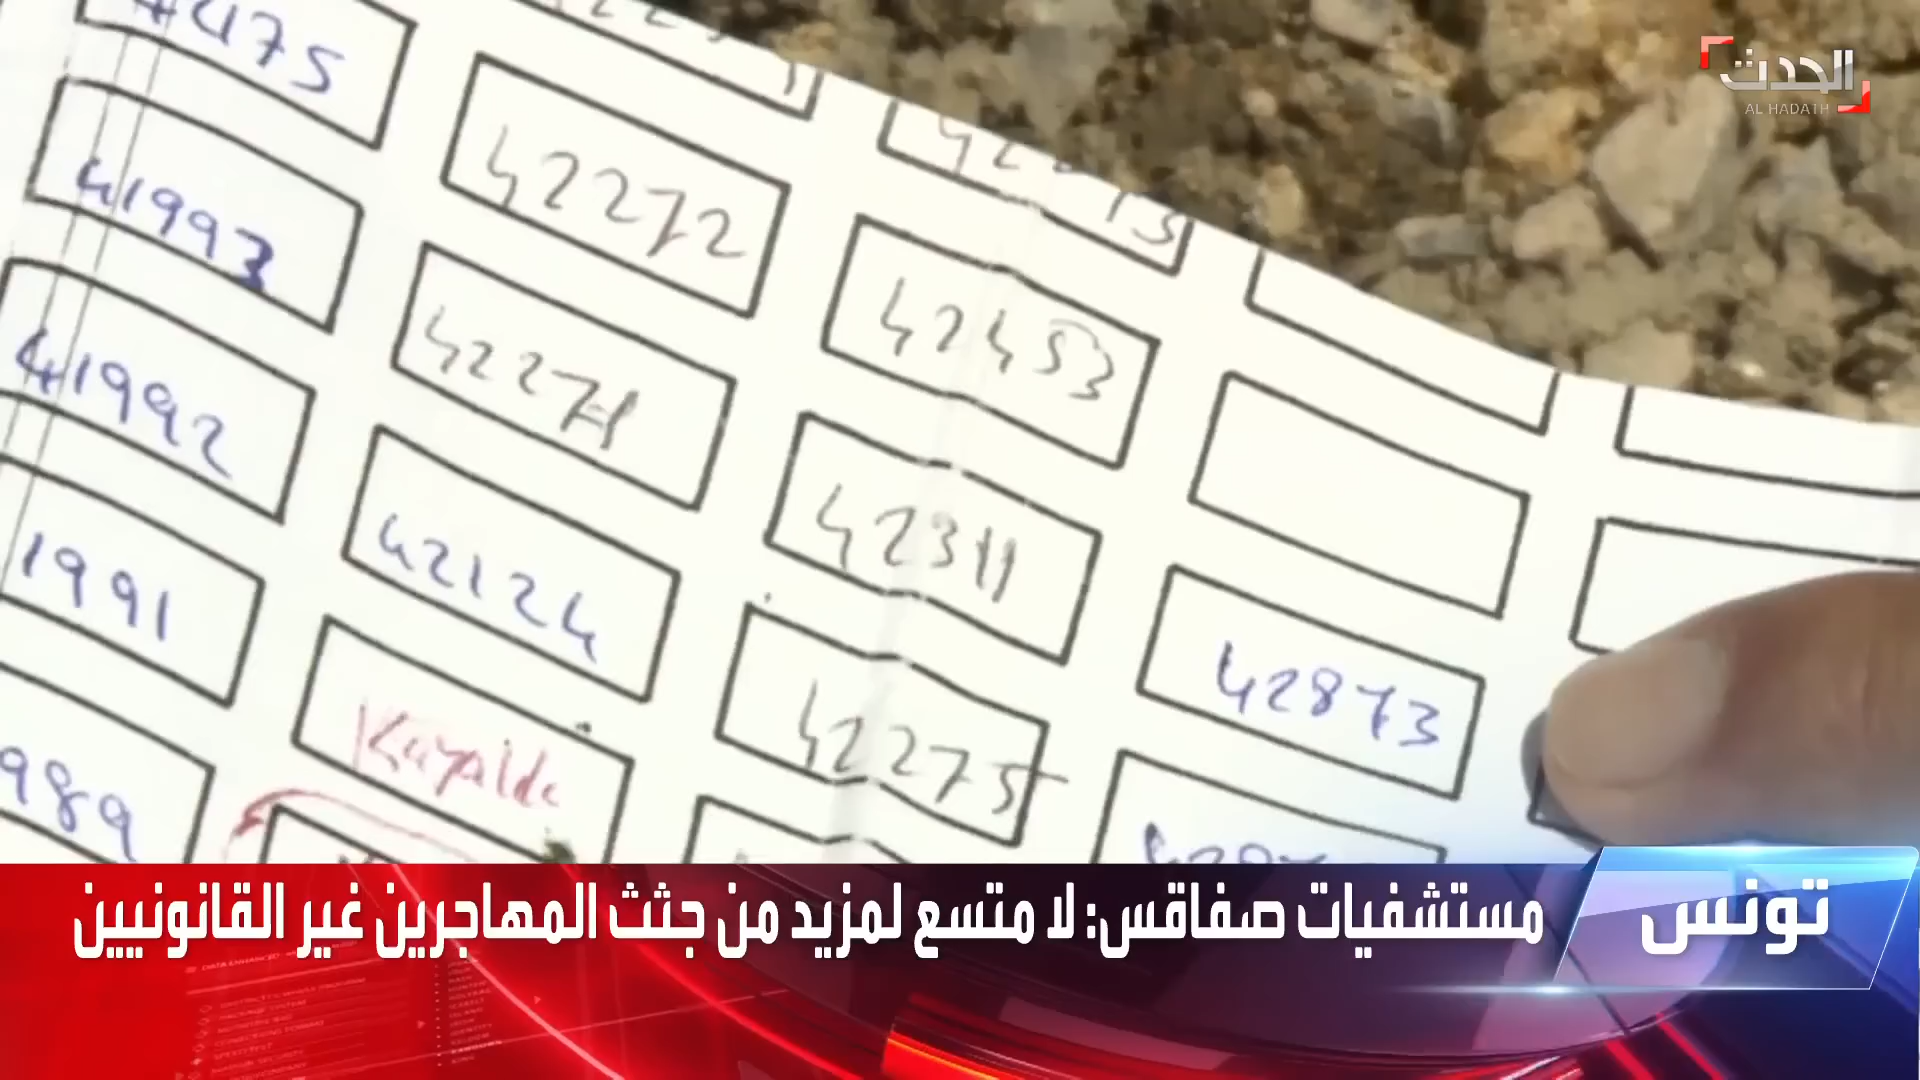 الحدث
AL HADATH
42272
41993
42453
42271
41992
42311
42124
1991
42873
42275
989
تونس
مستشفيات صفاقس: لا متسع لمزيد من جثث المهاجرين غير القانونيين